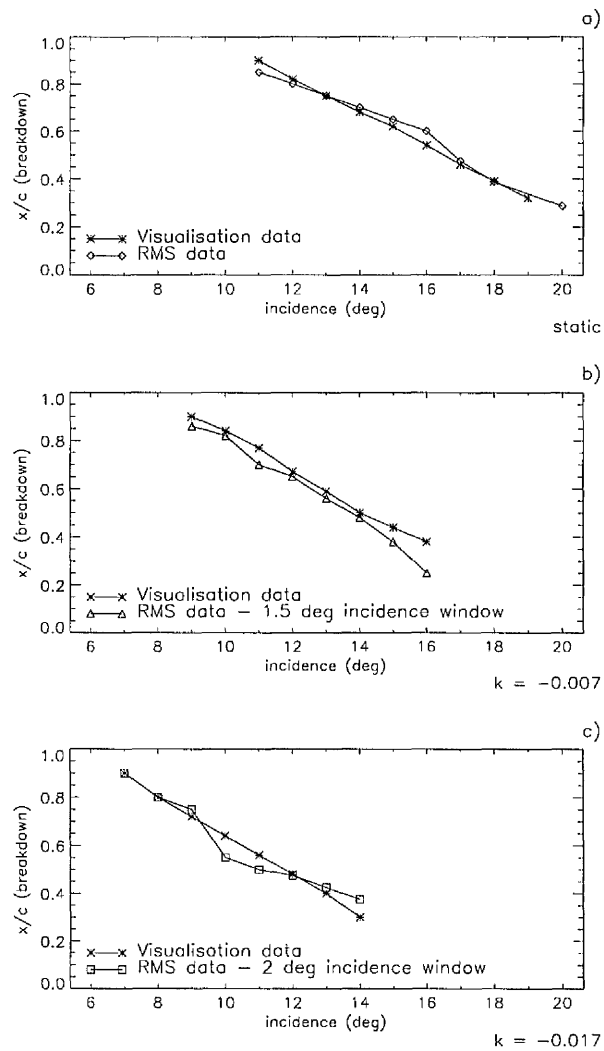 a)
1.0
0.8
0.6
0.4
0.2
0.0
x/c (breakdown)
Visualisation data
RMS data
6 8 10 12 14 16 18 20
incidence (deg)
static
b)
1.0
0.8
0.6
0.4
0.2
0.0
x/c (breakdown)
Visualisation data
RMS data – 1.5 deg incidence window
6 8 10 12 14 16 18 20
incidence (deg)
k = −0.007
c)
1.0
0.8
0.6
0.4
0.2
0.0
x/c (breakdown)
Visualisation data
RMS data – 2 deg incidence window
6 8 10 12 14 16 18 20
incidence (deg)
k = −0.017